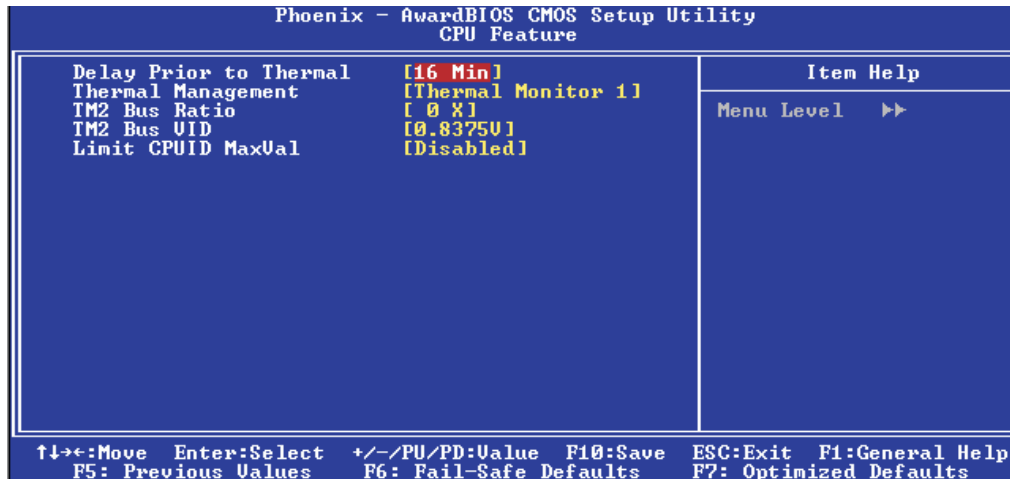 Phoenix - AwardBIOS CMOS Setup Utility
CPU Feature
Delay Prior to Thermal [16 Min]
Thermal Management [Thermal Monitor 1]
TM2 Bus Ratio [ 0 X]
TM2 Bus VID [0.8375V]
Limit CPUID MaxVal [Disabled]
Item Help
Menu Level ►►
↑↓→←:Move Enter:Select +/-/PU/PD:Value F10:Save ESC:Exit F1:General Help
F5: Previous Values F6: Fail-Safe Defaults F7: Optimized Defaults